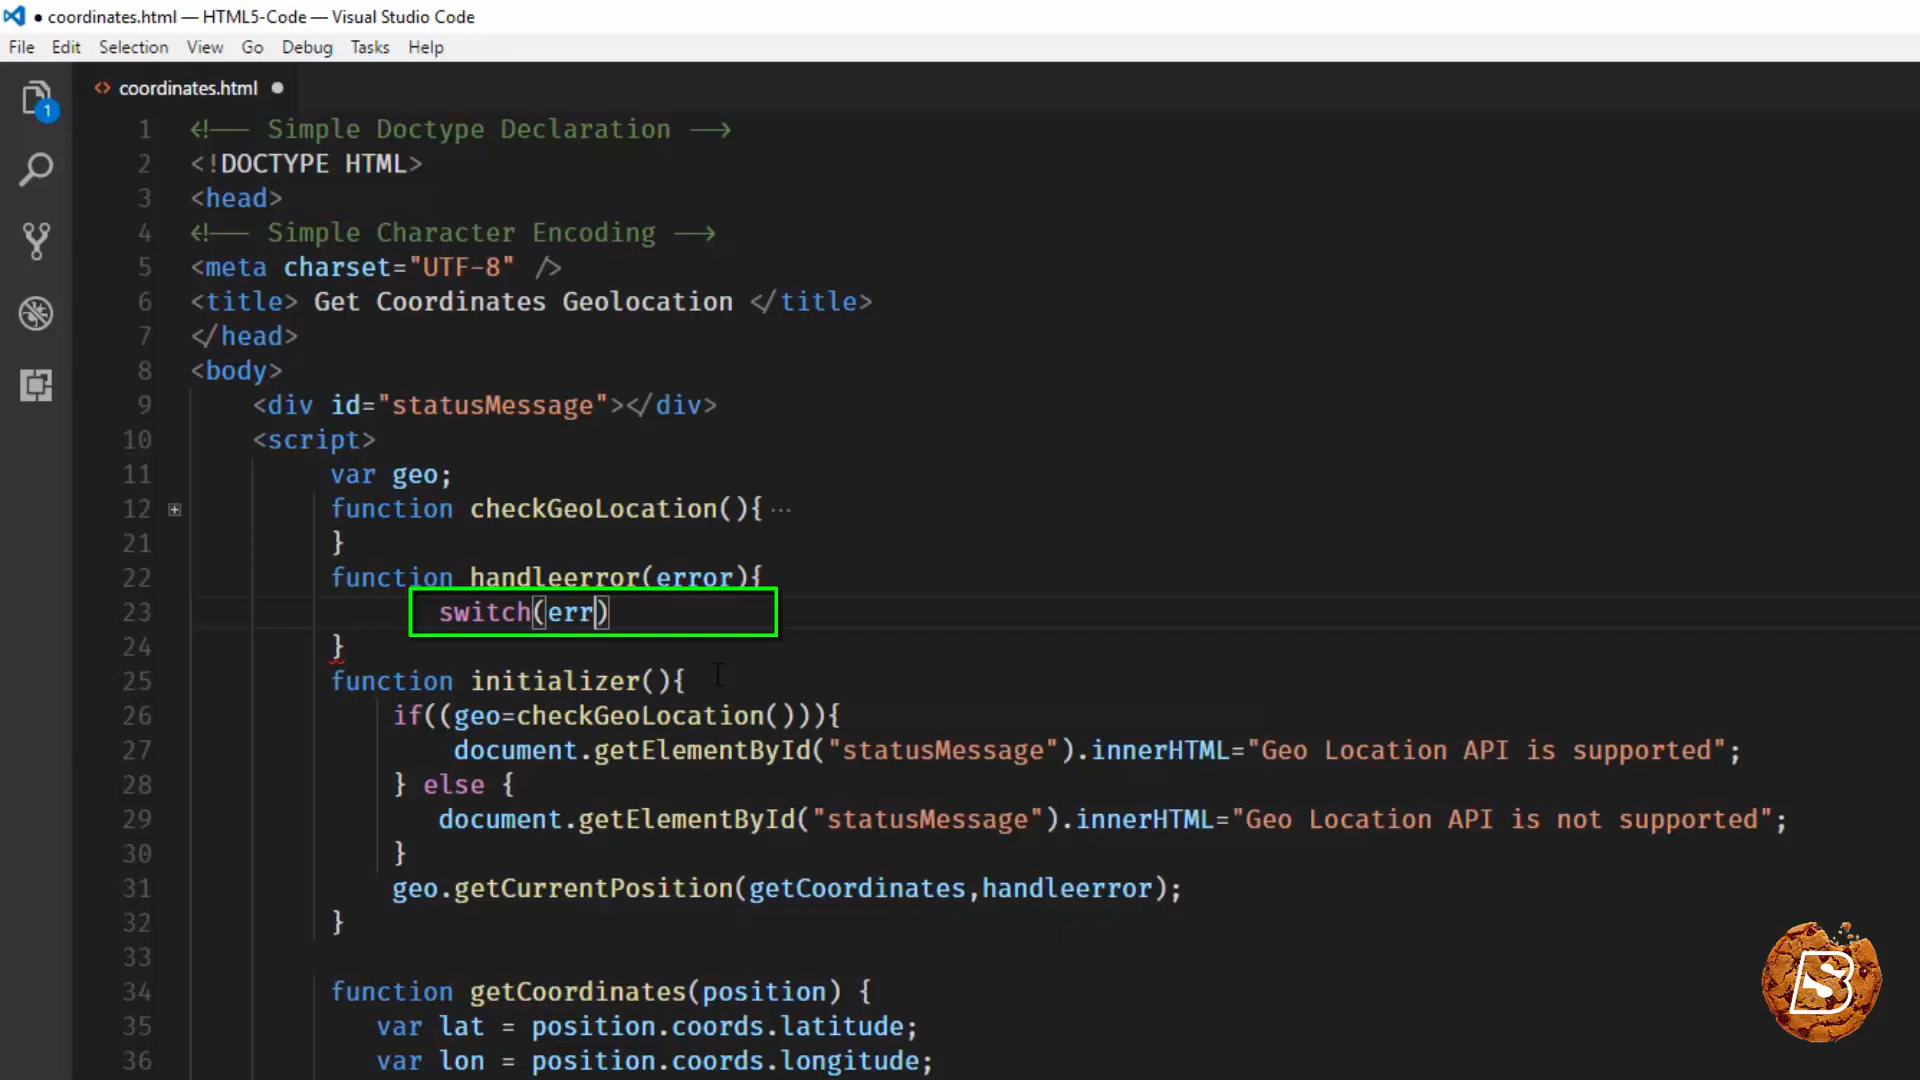 ● coordinates.html — HTML5-Code — Visual Studio Code
File Edit Selection View Go Debug Tasks Help
1
<> coordinates.html ●
1 <!-- Simple Doctype Declaration -->
2 <!DOCTYPE HTML>
3 <head>
4 <!-- Simple Character Encoding -->
5 <meta charset="UTF-8" />
6 <title> Get Coordinates Geolocation </title>
7 </head>
8 <body>
9 <div id="statusMessage"></div>
10 <script>
11 var geo;
12 function checkGeoLocation(){ ...
21 }
22 function handleerror(error){
23 switch(err)
24 }
25 function initializer(){
26 if((geo=checkGeoLocation())){
27 document.getElementById("statusMessage").innerHTML="Geo Location API is supported";
28 } else {
29 document.getElementById("statusMessage").innerHTML="Geo Location API is not supported";
30 }
31 geo.getCurrentPosition(getCoordinates,handleerror);
32 }
33
34 function getCoordinates(position) {
35 var lat = position.coords.latitude;
36 var lon = position.coords.longitude;